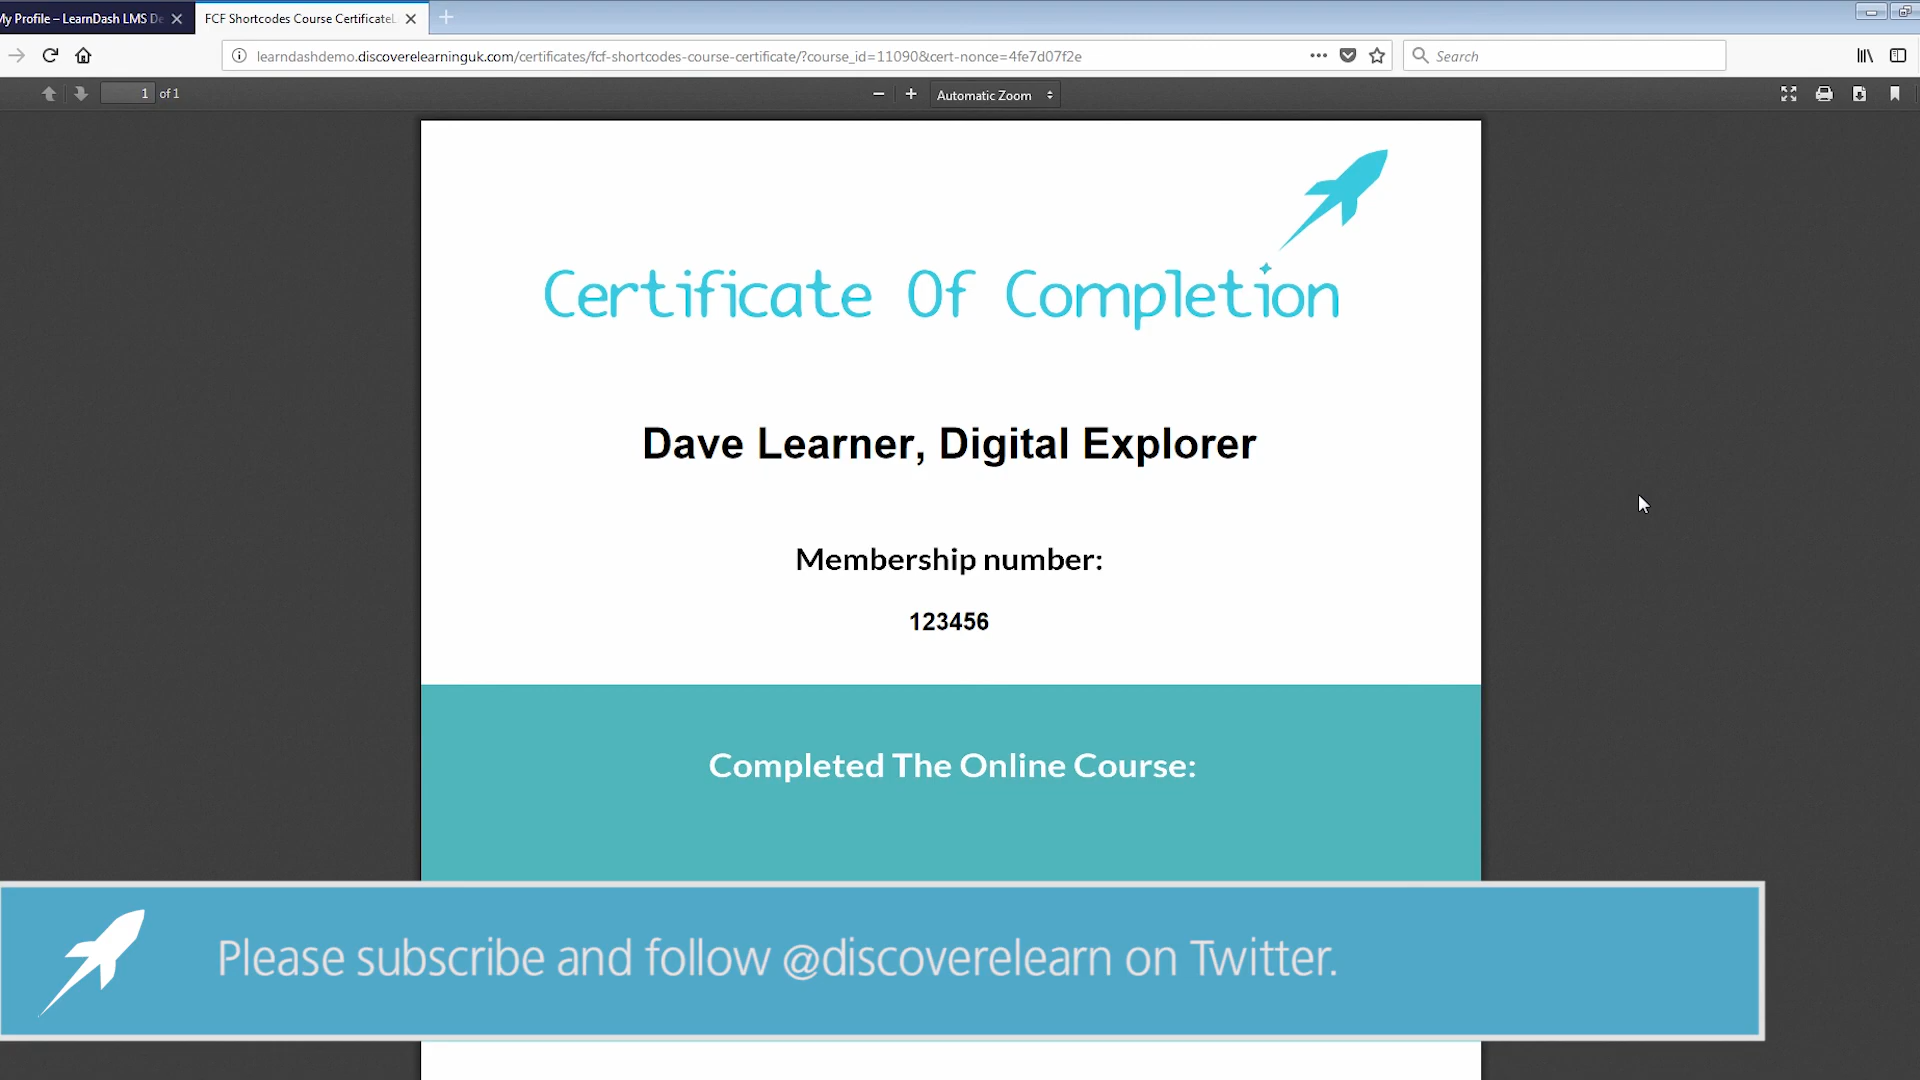 My Profile – LearnDash LMS De
FCF Shortcodes Course CertificateL
learndashdemo.discoverelearninguk.com/certificates/fcf-shortcodes-course-certificate/?course_id=11090&cert-nonce=4fe7d07f2e
Search
1 of 1
Automatic Zoom
Certificate Of Completion
Dave Learner, Digital Explorer
Membership number:
123456
Completed The Online Course:
Please subscribe and follow @discoverelearn on Twitter.